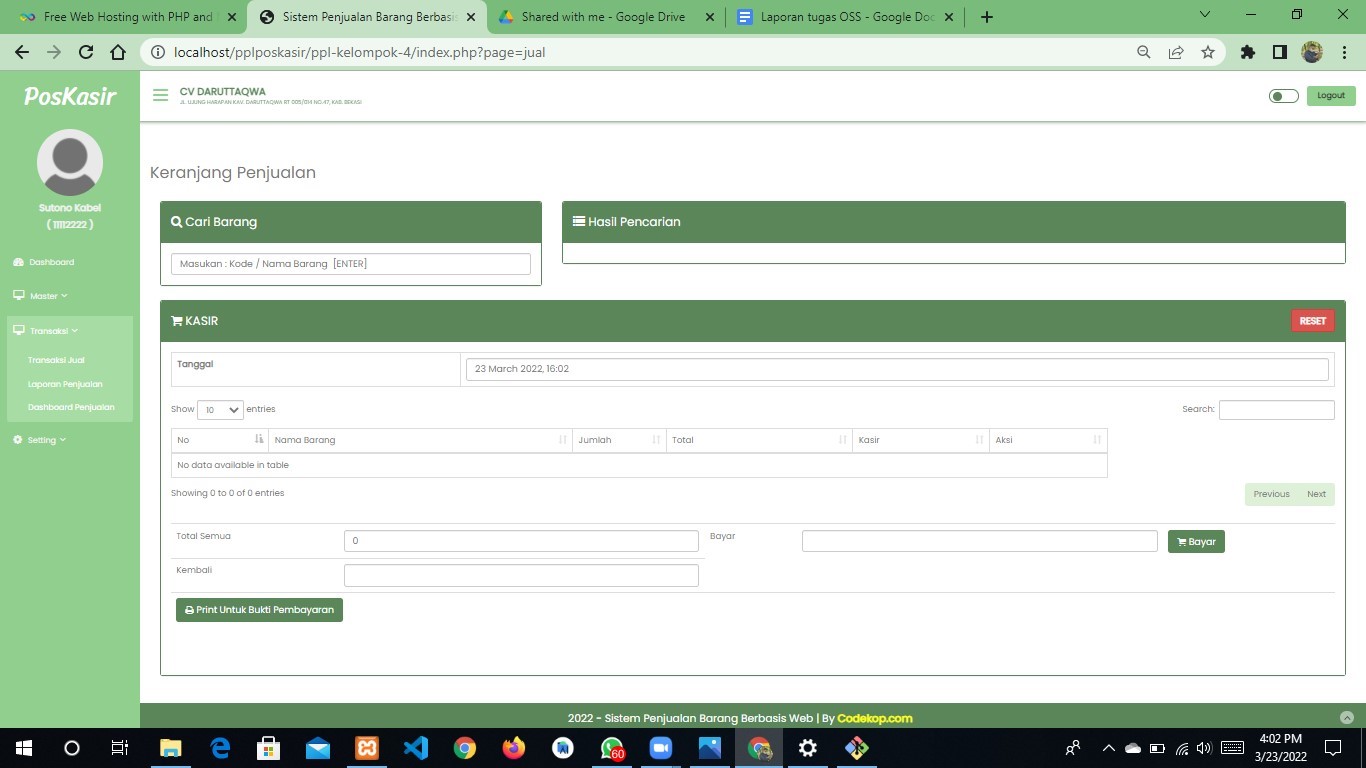 Free Web Hosting with PHP and
Sistem Penjualan Barang Berbasis
Shared with me - Google Drive
Laporan tugas OSS - Google Doc
localhost/pplposkasir/ppl-kelompok-4/index.php?page=jual
PosKasir
CV DARUTTAQWA
JL. UJUNG HARAPAN KAV. DARUTTAQWA RT 005/014 NO.47, KAB. BEKASI
Logout
Sutono Kabel
( 11112222 )
Dashboard
Master
Transaksi
Transaksi Jual
Laporan Penjualan
Dashboard Penjualan
Setting
Keranjang Penjualan
Cari Barang
Masukan : Kode / Nama Barang [ENTER]
Hasil Pencarian
KASIR
RESET
Tanggal
23 March 2022, 16:02
Show 10 entries
Search:
No Nama Barang Jumlah Total Kasir Aksi
No data available in table
Showing 0 to 0 of 0 entries
Previous Next
Total Semua 0 Bayar Bayar
Kembali
Print Untuk Bukti Pembayaran
2022 - Sistem Penjualan Barang Berbasis Web | By Codekop.com
60
4:02 PM
3/23/2022